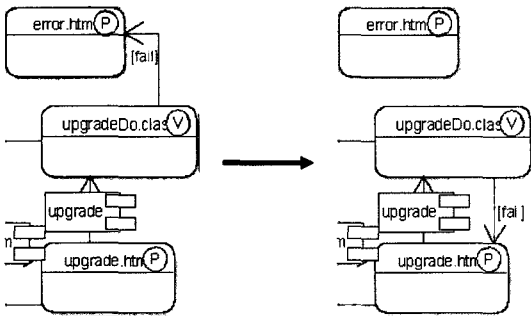 error.htm P
[fail]
upgradeDo.clas V
upgrade
m
upgrade.htm P
error.htm P
upgradeDo.clas V
[fail]
upgrade
m
upgrade.htm P